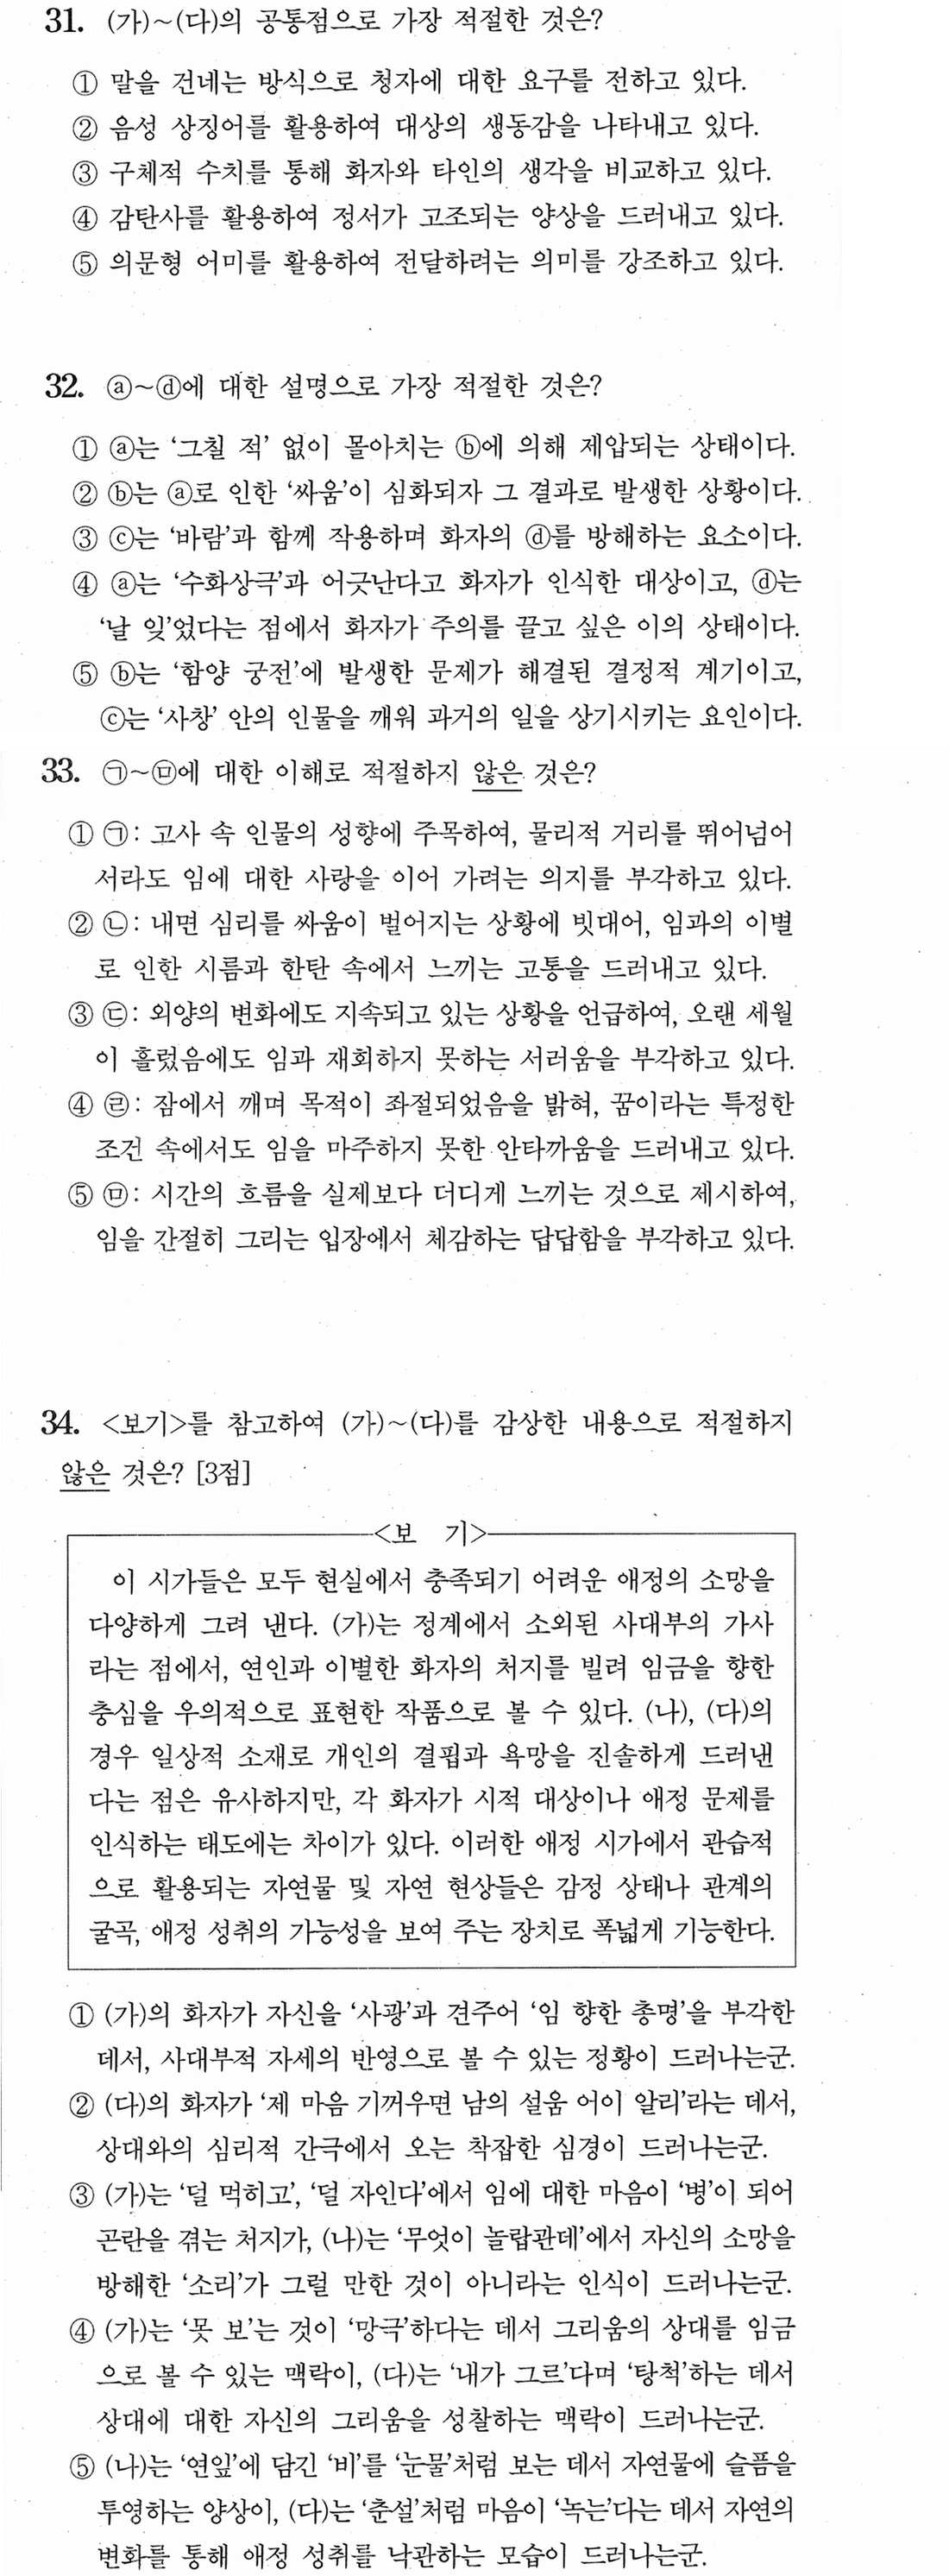 31. (가)~(다)의 공통점으로 가장 적절한 것은?
① 말을 건네는 방식으로 청자에 대한 요구를 전하고 있다.
② 음성 상징어를 활용하여 대상의 생동감을 나타내고 있다.
③ 구체적 수치를 통해 화자와 타인의 생각을 비교하고 있다.
④ 감탄사를 활용하여 정서가 고조되는 양상을 드러내고 있다.
⑤ 의문형 어미를 활용하여 전달하려는 의미를 강조하고 있다.
32. ⓐ~ⓓ에 대한 설명으로 가장 적절한 것은?
① ⓐ는 ‘그칠 적’ 없이 몰아치는 ⓑ에 의해 제압되는 상태이다.
② ⓑ는 ⓐ로 인한 ‘싸움’이 심화되자 그 결과로 발생한 상황이다.
③ ⓒ는 ‘바람’과 함께 작용하며 화자의 ⓓ를 방해하는 요소이다.
④ ⓐ는 ‘수화상극’과 어긋난다고 화자가 인식한 대상이고, ⓓ는
‘날 잊’었다는 점에서 화자가 주의를 끌고 싶은 이의 상태이다.
⑤ ⓑ는 ‘함양 궁전’에 발생한 문제가 해결된 결정적 계기이고,
ⓒ는 ‘사창’ 안의 인물을 깨워 과거의 일을 상기시키는 요인이다.
33. ㉠~㉤에 대한 이해로 적절하지 않은 것은?
① ㉠: 고사 속 인물의 성향에 주목하여, 물리적 거리를 뛰어넘어
서라도 임에 대한 사랑을 이어 가려는 의지를 부각하고 있다.
② ㉡: 내면 심리를 싸움이 벌어지는 상황에 빗대어, 임과의 이별
로 인한 시름과 한탄 속에서 느끼는 고통을 드러내고 있다.
③ ㉢: 외양의 변화에도 지속되고 있는 상황을 언급하여, 오랜 세월
이 흘렀음에도 임과 재회하지 못하는 서러움을 부각하고 있다.
④ ㉣: 잠에서 깨며 목적이 좌절되었음을 밝혀, 꿈이라는 특정한
조건 속에서도 임을 마주하지 못한 안타까움을 드러내고 있다.
⑤ ㉤: 시간의 흐름을 실제보다 더디게 느끼는 것으로 제시하여,
임을 간절히 그리는 입장에서 체감하는 답답함을 부각하고 있다.
34. <보기>를 참고하여 (가)~(다)를 감상한 내용으로 적절하지
않은 것은? [3점]
<보 기>
이 시가들은 모두 현실에서 충족되기 어려운 애정의 소망을
다양하게 그려 낸다. (가)는 정계에서 소외된 사대부의 가사
라는 점에서, 연인과 이별한 화자의 처지를 빌려 임금을 향한
충심을 우의적으로 표현한 작품으로 볼 수 있다. (나), (다)의
경우 일상적 소재로 개인의 결핍과 욕망을 진솔하게 드러낸
다는 점은 유사하지만, 각 화자가 시적 대상이나 애정 문제를
인식하는 태도에는 차이가 있다. 이러한 애정 시가에서 관습적
으로 활용되는 자연물 및 자연 현상들은 감정 상태나 관계의
굴곡, 애정 성취의 가능성을 보여 주는 장치로 폭넓게 기능한다.
① (가)의 화자가 자신을 ‘사광’과 견주어 ‘임 향한 총명’을 부각한
데서, 사대부적 자세의 반영으로 볼 수 있는 정황이 드러나는군.
② (다)의 화자가 ‘제 마음 기꺼우면 남의 설움 어이 알리’라는 데서,
상대와의 심리적 간극에서 오는 착잡한 심경이 드러나는군.
③ (가)는 ‘덜 먹히고’, ‘덜 자인다’에서 임에 대한 마음이 ‘병’이 되어
곤란을 겪는 처지가, (나)는 ‘무엇이 놀랍관데’에서 자신의 소망을
방해한 ‘소리’가 그럴 만한 것이 아니라는 인식이 드러나는군.
④ (가)는 ‘못 보’는 것이 ‘망극’하다는 데서 그리움의 상대를 임금
으로 볼 수 있는 맥락이, (다)는 ‘내가 그르’다며 ‘탕척’하는 데서
상대에 대한 자신의 그리움을 성찰하는 맥락이 드러나는군.
⑤ (나)는 ‘연잎’에 담긴 ‘비’를 ‘눈물’처럼 보는 데서 자연물에 슬픔을
투영하는 양상이, (다)는 ‘춘설’처럼 마음이 ‘녹는’다는 데서 자연의
변화를 통해 애정 성취를 낙관하는 모습이 드러나는군.